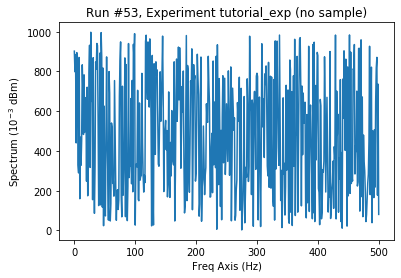 Run #53, Experiment tutorial_exp (no sample)
1000
800
600
400
200
0
Spectrum (10⁻³ dBm)
0 100 200 300 400 500
Freq Axis (Hz)